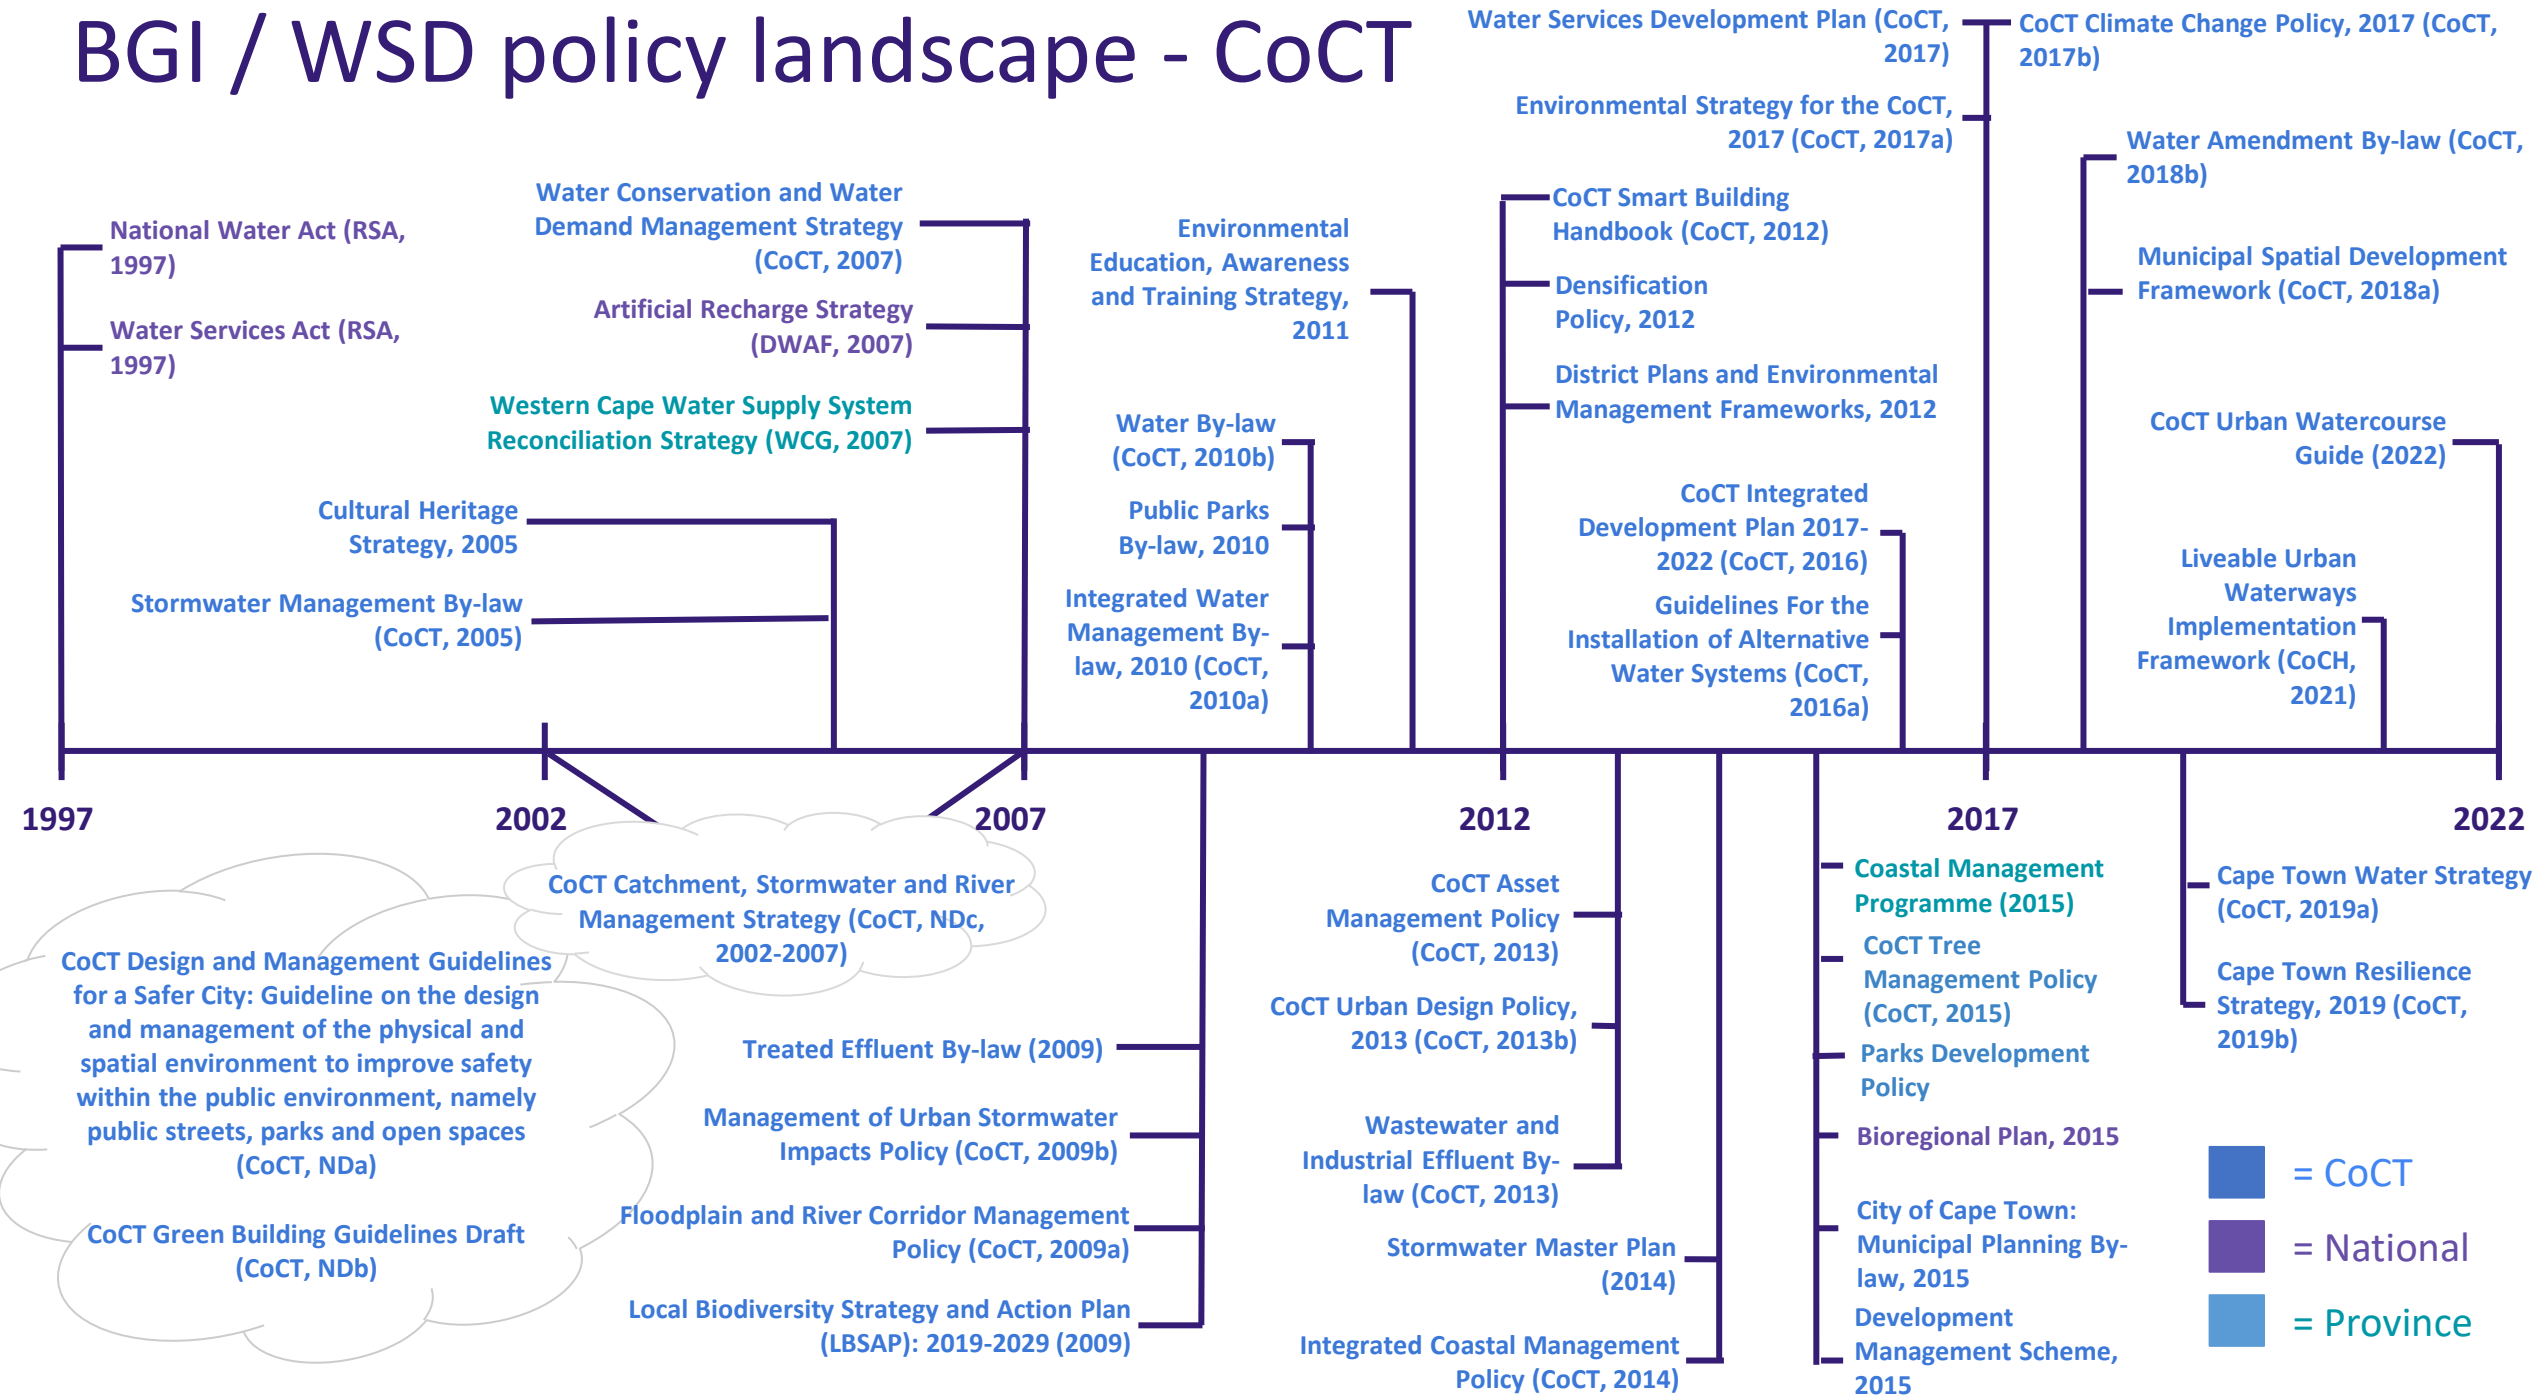 BGI / WSD policy landscape - CoCT
Water Services Development Plan (CoCT,
2017)
CoCT Climate Change Policy, 2017 (CoCT,
2017b)
Environmental Strategy for the CoCT,
2017 (CoCT, 2017a)
Water Amendment By-law (CoCT,
2018b)
Municipal Spatial Development
Framework (CoCT, 2018a)
National Water Act (RSA,
1997)
Water Services Act (RSA,
1997)
Water Conservation and Water
Demand Management Strategy
(CoCT, 2007)
Artificial Recharge Strategy
(DWAF, 2007)
Western Cape Water Supply System
Reconciliation Strategy (WCG, 2007)
Cultural Heritage
Strategy, 2005
Stormwater Management By-law
(CoCT, 2005)
Environmental
Education, Awareness
and Training Strategy,
2011
Water By-law
(CoCT, 2010b)
Public Parks
By-law, 2010
Integrated Water
Management By-
law, 2010 (CoCT,
2010a)
CoCT Smart Building
Handbook (CoCT, 2012)
Densification
Policy, 2012
District Plans and Environmental
Management Frameworks, 2012
CoCT Integrated
Development Plan 2017-
2022 (CoCT, 2016)
Guidelines For the
Installation of Alternative
Water Systems (CoCT,
2016a)
CoCT Urban Watercourse
Guide (2022)
Liveable Urban
Waterways
Implementation
Framework (CoCH,
2021)
1997
2002
2007
2012
2017
2022
CoCT Catchment, Stormwater and River
Management Strategy (CoCT, NDc,
2002-2007)
CoCT Design and Management Guidelines
for a Safer City: Guideline on the design
and management of the physical and
spatial environment to improve safety
within the public environment, namely
public streets, parks and open spaces
(CoCT, NDa)
CoCT Green Building Guidelines Draft
(CoCT, NDb)
Treated Effluent By-law (2009)
Management of Urban Stormwater
Impacts Policy (CoCT, 2009b)
Floodplain and River Corridor Management
Policy (CoCT, 2009a)
Local Biodiversity Strategy and Action Plan
(LBSAP): 2019-2029 (2009)
CoCT Asset
Management Policy
(CoCT, 2013)
CoCT Urban Design Policy,
2013 (CoCT, 2013b)
Wastewater and
Industrial Effluent By-
law (CoCT, 2013)
Stormwater Master Plan
(2014)
Integrated Coastal Management
Policy (CoCT, 2014)
Coastal Management
Programme (2015)
CoCT Tree
Management Policy
(CoCT, 2015)
Parks Development
Policy
Bioregional Plan, 2015
City of Cape Town:
Municipal Planning By-
law, 2015
Development
Management Scheme,
2015
Cape Town Water Strategy
(CoCT, 2019a)
Cape Town Resilience
Strategy, 2019 (CoCT,
2019b)
= CoCT
= National
= Province